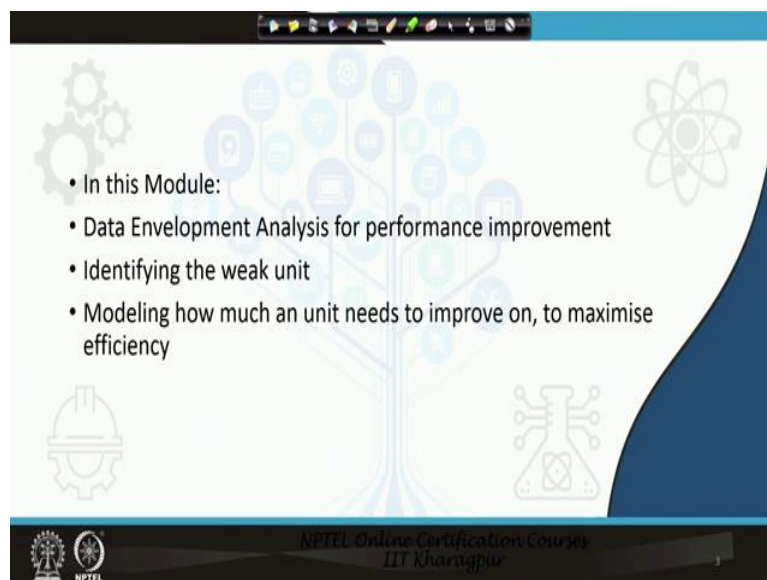 • In this Module:
• Data Envelopment Analysis for performance improvement
• Identifying the weak unit
• Modeling how much an unit needs to improve on, to maximise
efficiency
NPTEL Online Certification Courses
IIT Kharagpur
NPTEL
3